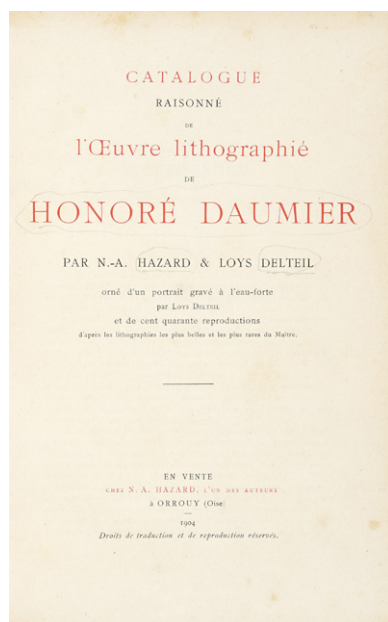 CATALOGUE
RAISONNÉ
DE
l'Œuvre lithographié
DE
HONORÉ DAUMIER
PAR N.-A. HAZARD & LOYS DELTEIL
orné d'un portrait gravé à l'eau-forte
par Loys Delteil
et de cent quarante reproductions
d'après les lithographies les plus belles et les plus rares du Maître.
EN VENTE
CHEZ N. A. HAZARD, L'UN DES AUTEURS
à ORROUY (Oise)
1904
Droits de traduction et de reproduction réservés.